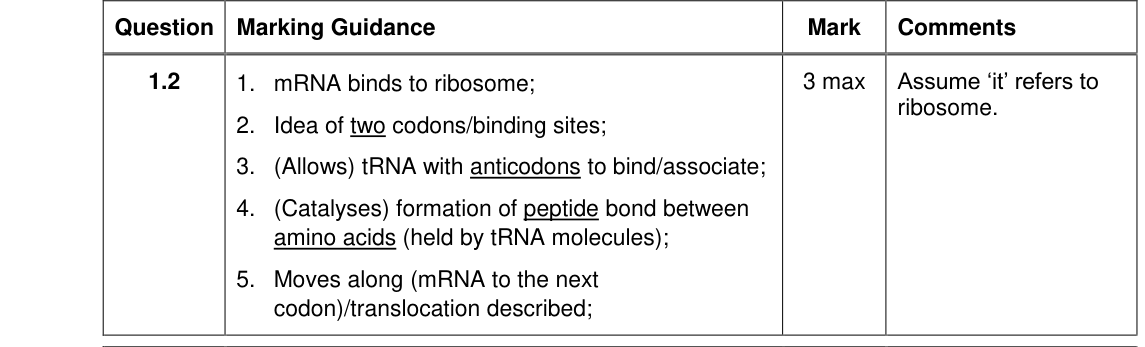 Question Marking Guidance Mark Comments
1.2 1. mRNA binds to ribosome; 3 max Assume ‘it’ refers to
ribosome.
2. Idea of two codons/binding sites;
3. (Allows) tRNA with anticodons to bind/associate;
4. (Catalyses) formation of peptide bond between
amino acids (held by tRNA molecules);
5. Moves along (mRNA to the next
codon)/translocation described;